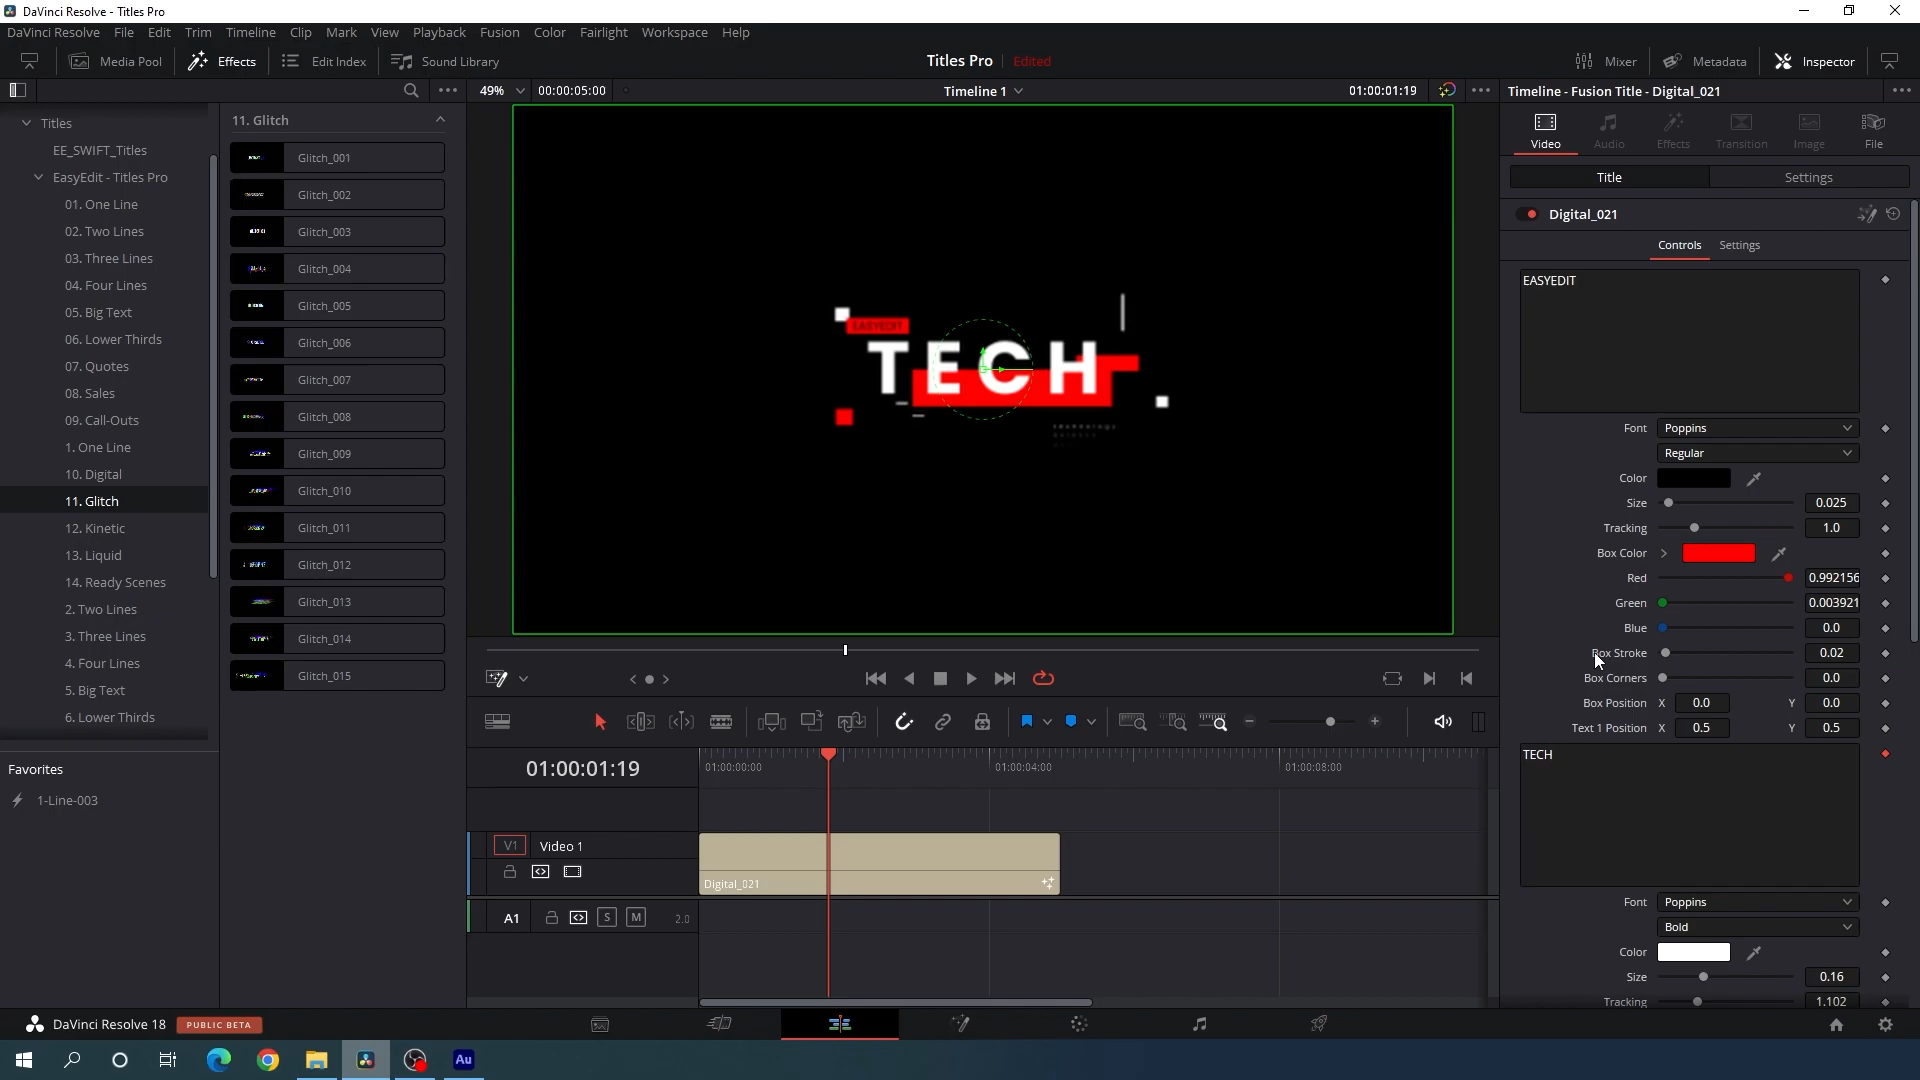 DaVinci Resolve - Titles Pro
DaVinci Resolve File Edit Trim Timeline Clip Mark View Playback Fusion Color Fairlight Workspace Help
Media Pool Effects Edit Index Sound Library Titles Pro Edited Mixer Metadata Inspector
49% 00:00:05:00 Timeline 1 01:00:01:19 Timeline - Fusion Title - Digital_021
Titles
EE_SWIFT_Titles
EasyEdit - Titles Pro
01. One Line
02. Two Lines
03. Three Lines
04. Four Lines
05. Big Text
06. Lower Thirds
07. Quotes
08. Sales
09. Call-Outs
1. One Line
10. Digital
11. Glitch
12. Kinetic
13. Liquid
14. Ready Scenes
2. Two Lines
3. Three Lines
4. Four Lines
5. Big Text
6. Lower Thirds
Favorites
1-Line-003
11. Glitch
Glitch_001
Glitch_002
Glitch_003
Glitch_004
Glitch_005
Glitch_006
Glitch_007
Glitch_008
Glitch_009
Glitch_010
Glitch_011
Glitch_012
Glitch_013
Glitch_014
Glitch_015
EASYEDIT
TECH
01:00:01:19
01:00:00:00 01:00:04:00 01:00:08:00
V1 Video 1
Digital_021
A1 S M 2.0
Video Audio Effects Transition Image File
Title Settings
Digital_021
Controls Settings
EASYEDIT
Font Poppins
Regular
Color
Size 0.025
Tracking 1.0
Box Color
Red 0.992156
Green 0.003921
Blue 0.0
Box Stroke 0.02
Box Corners 0.0
Box Position X 0.0 Y 0.0
Text 1 Position X 0.5 Y 0.5
TECH
Font Poppins
Bold
Color
Size 0.16
Tracking 1.102
DaVinci Resolve 18 PUBLIC BETA
Au